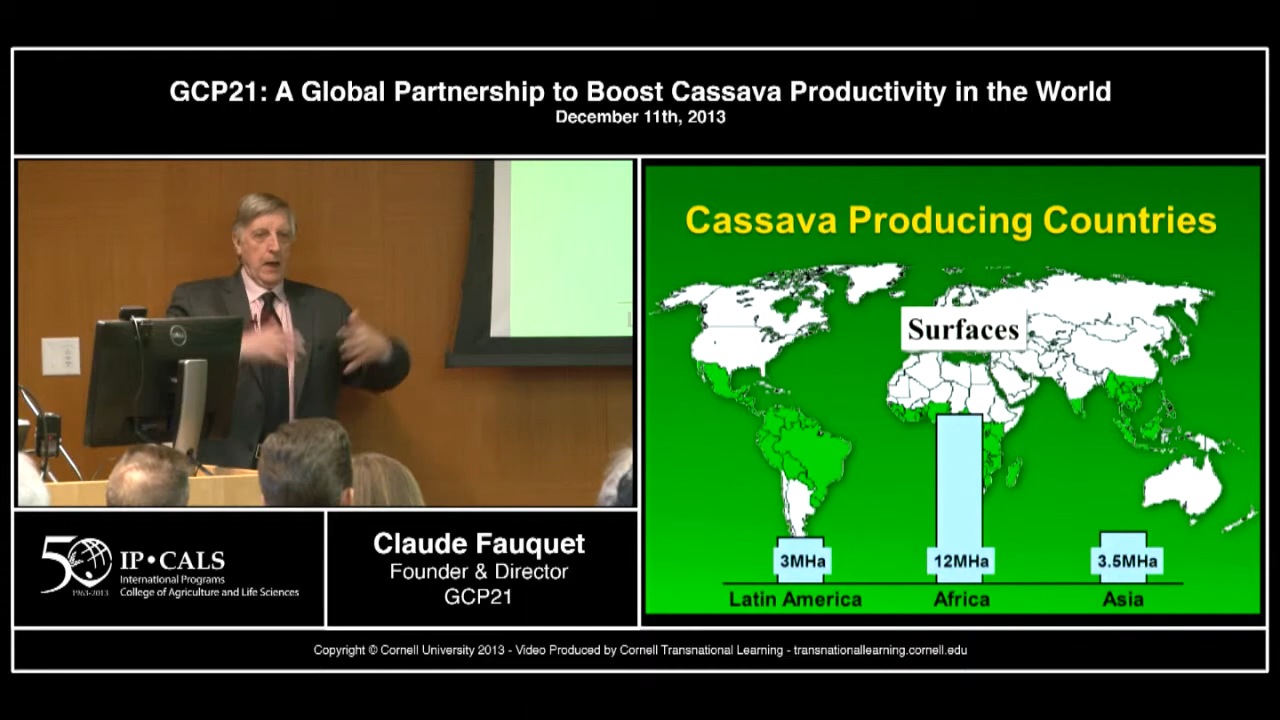 GCP21: A Global Partnership to Boost Cassava Productivity in the World
December 11th, 2013
DELL
Cassava Producing Countries
Surfaces
3MHa
12MHa
3.5MHa
Latin America
Africa
Asia
50
1963-2013
IP•CALS
International Programs
College of Agriculture and Life Sciences
Claude Fauquet
Founder & Director
GCP21
Copyright © Cornell University 2013 - Video Produced by Cornell Transnational Learning - transnationallearning.cornell.edu